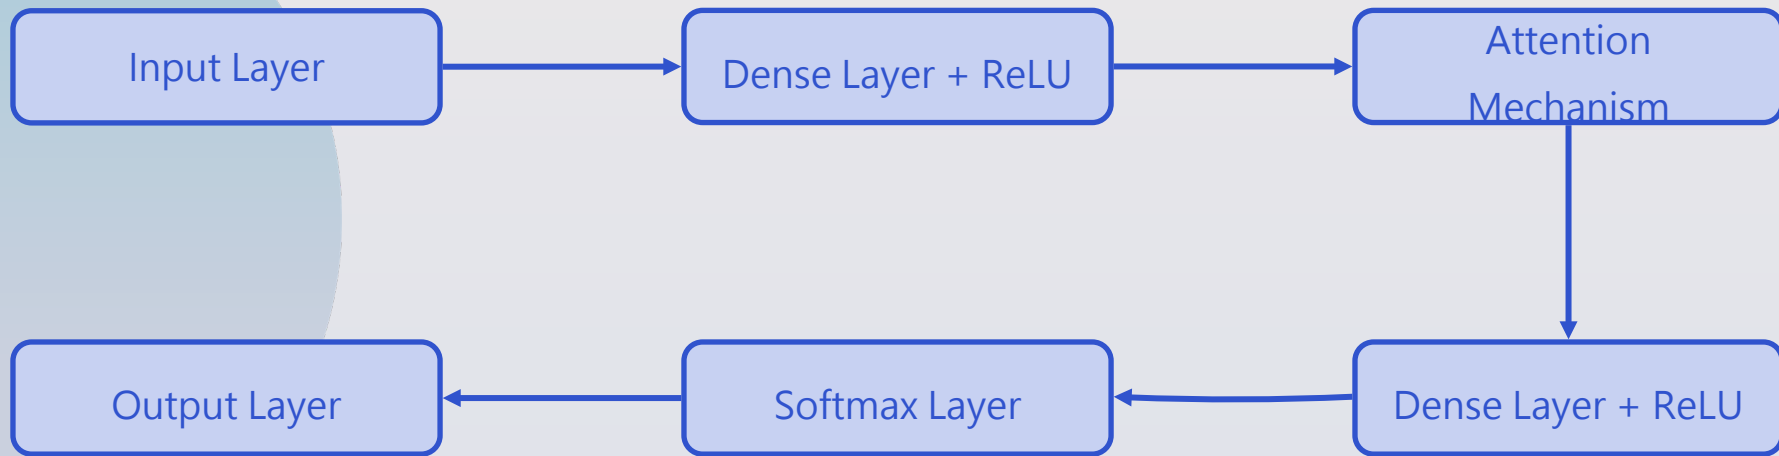 Input Layer
Dense Layer + ReLU
Attention
Mechanism
Output Layer
Softmax Layer
Dense Layer + ReLU